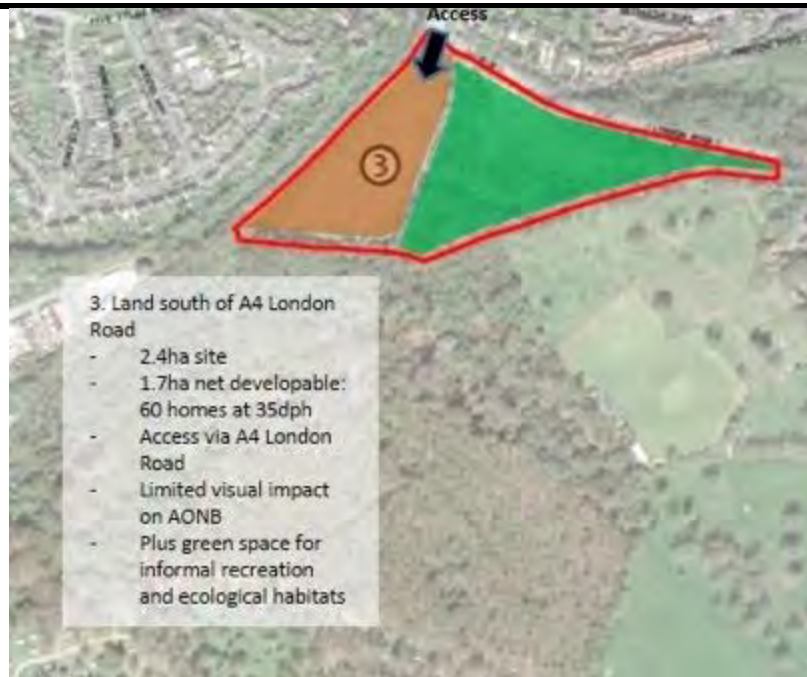 Access
3
3. Land south of A4 London
Road
- 2.4ha site
- 1.7ha net developable:
60 homes at 35dph
- Access via A4 London
Road
- Limited visual impact
on AONB
- Plus green space for
informal recreation
and ecological habitats